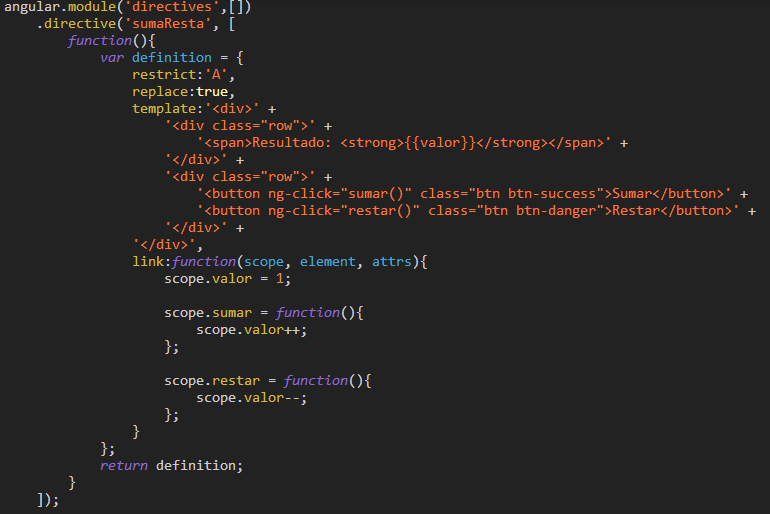 angular.module('directives',[])
    .directive('sumaResta', [
        function(){
            var definition = {
                restrict:'A',
                replace:true,
                template:'<div>' +
                    '<div class="row">' +
                        '<span>Resultado: <strong>{{valor}}</strong></span>' +
                    '</div>' +
                    '<div class="row">' +
                        '<button ng-click="sumar()" class="btn btn-success">Sumar</button>' +
                        '<button ng-click="restar()" class="btn btn-danger">Restar</button>' +
                    '</div>' +
                '</div>',
                link:function(scope, element, attrs){
                    scope.valor = 1;

                    scope.sumar = function(){
                        scope.valor++;
                    };

                    scope.restar = function(){
                        scope.valor--;
                    };
                }
            };
            return definition;
        }
    ]);